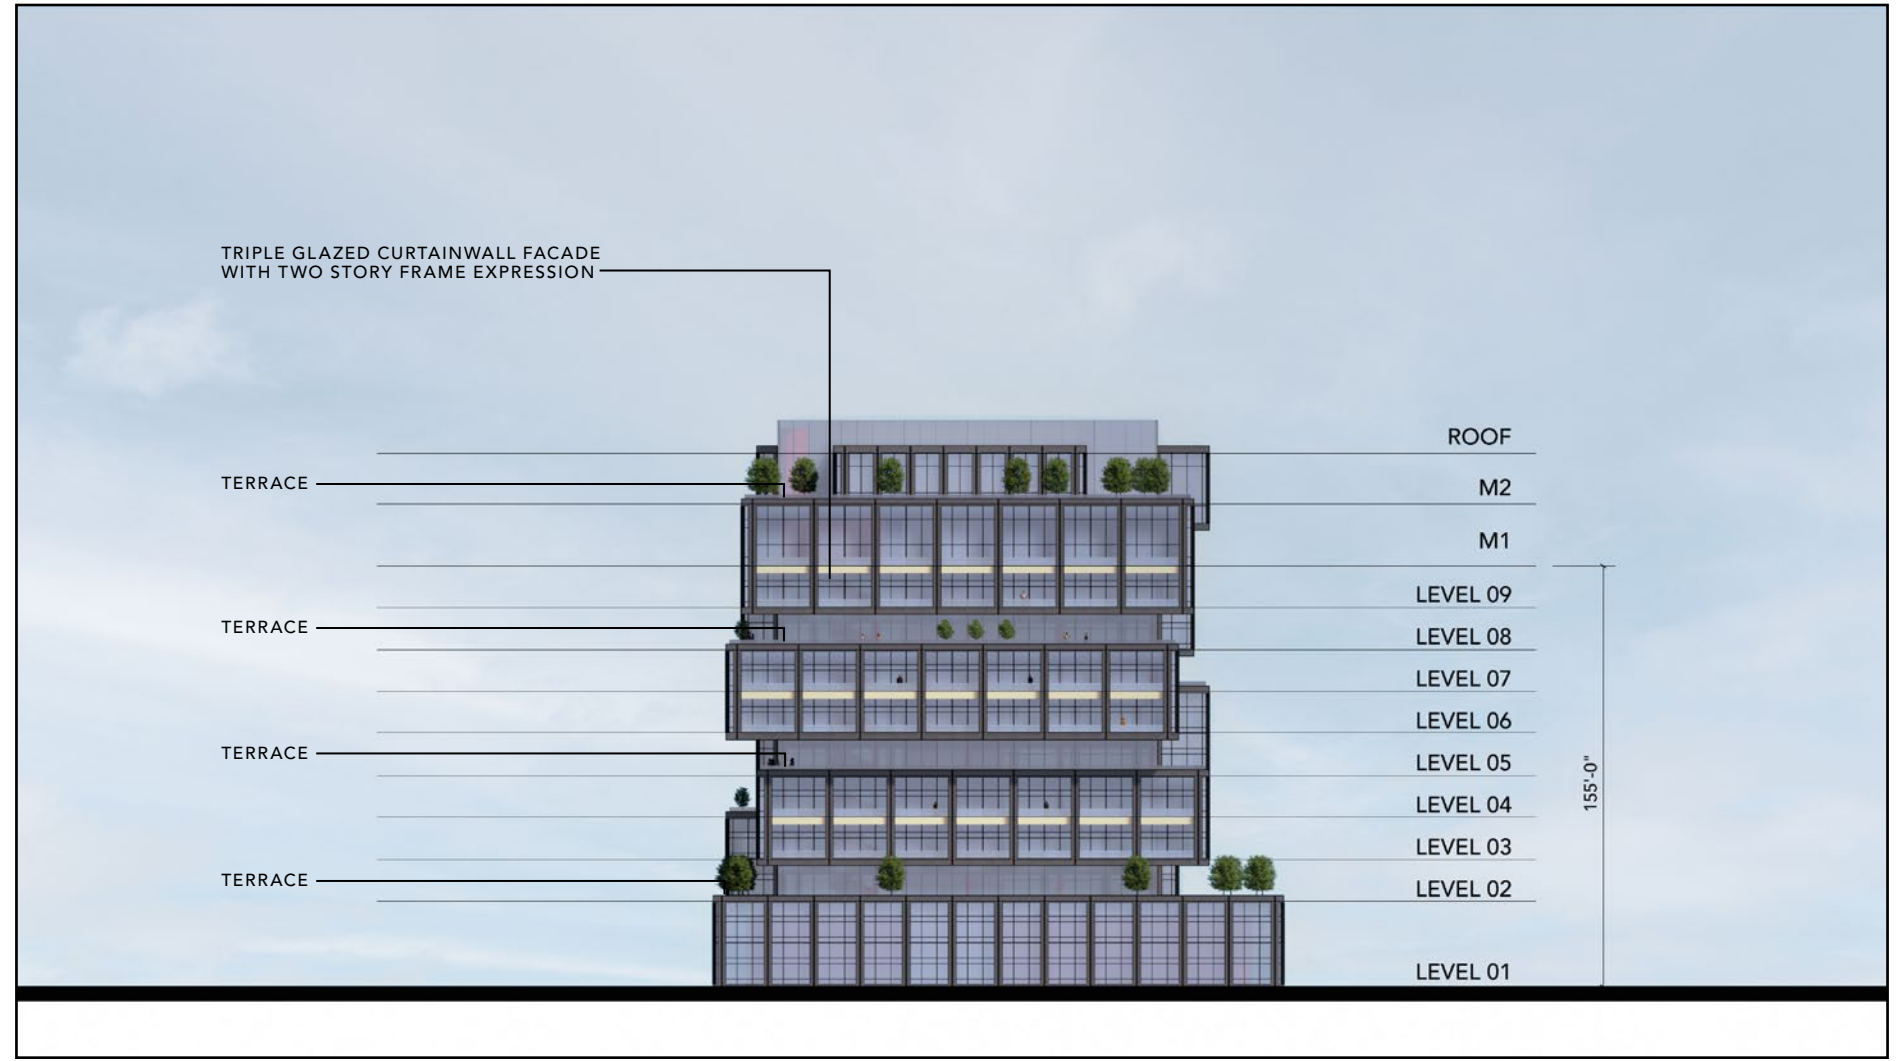 TRIPLE GLAZED CURTAINWALL FACADE
WITH TWO STORY FRAME EXPRESSION
ROOF
TERRACE
M2
M1
LEVEL 09
TERRACE
LEVEL 08
LEVEL 07
LEVEL 06
TERRACE
LEVEL 05
155'-0"
LEVEL 04
LEVEL 03
TERRACE
LEVEL 02
LEVEL 01